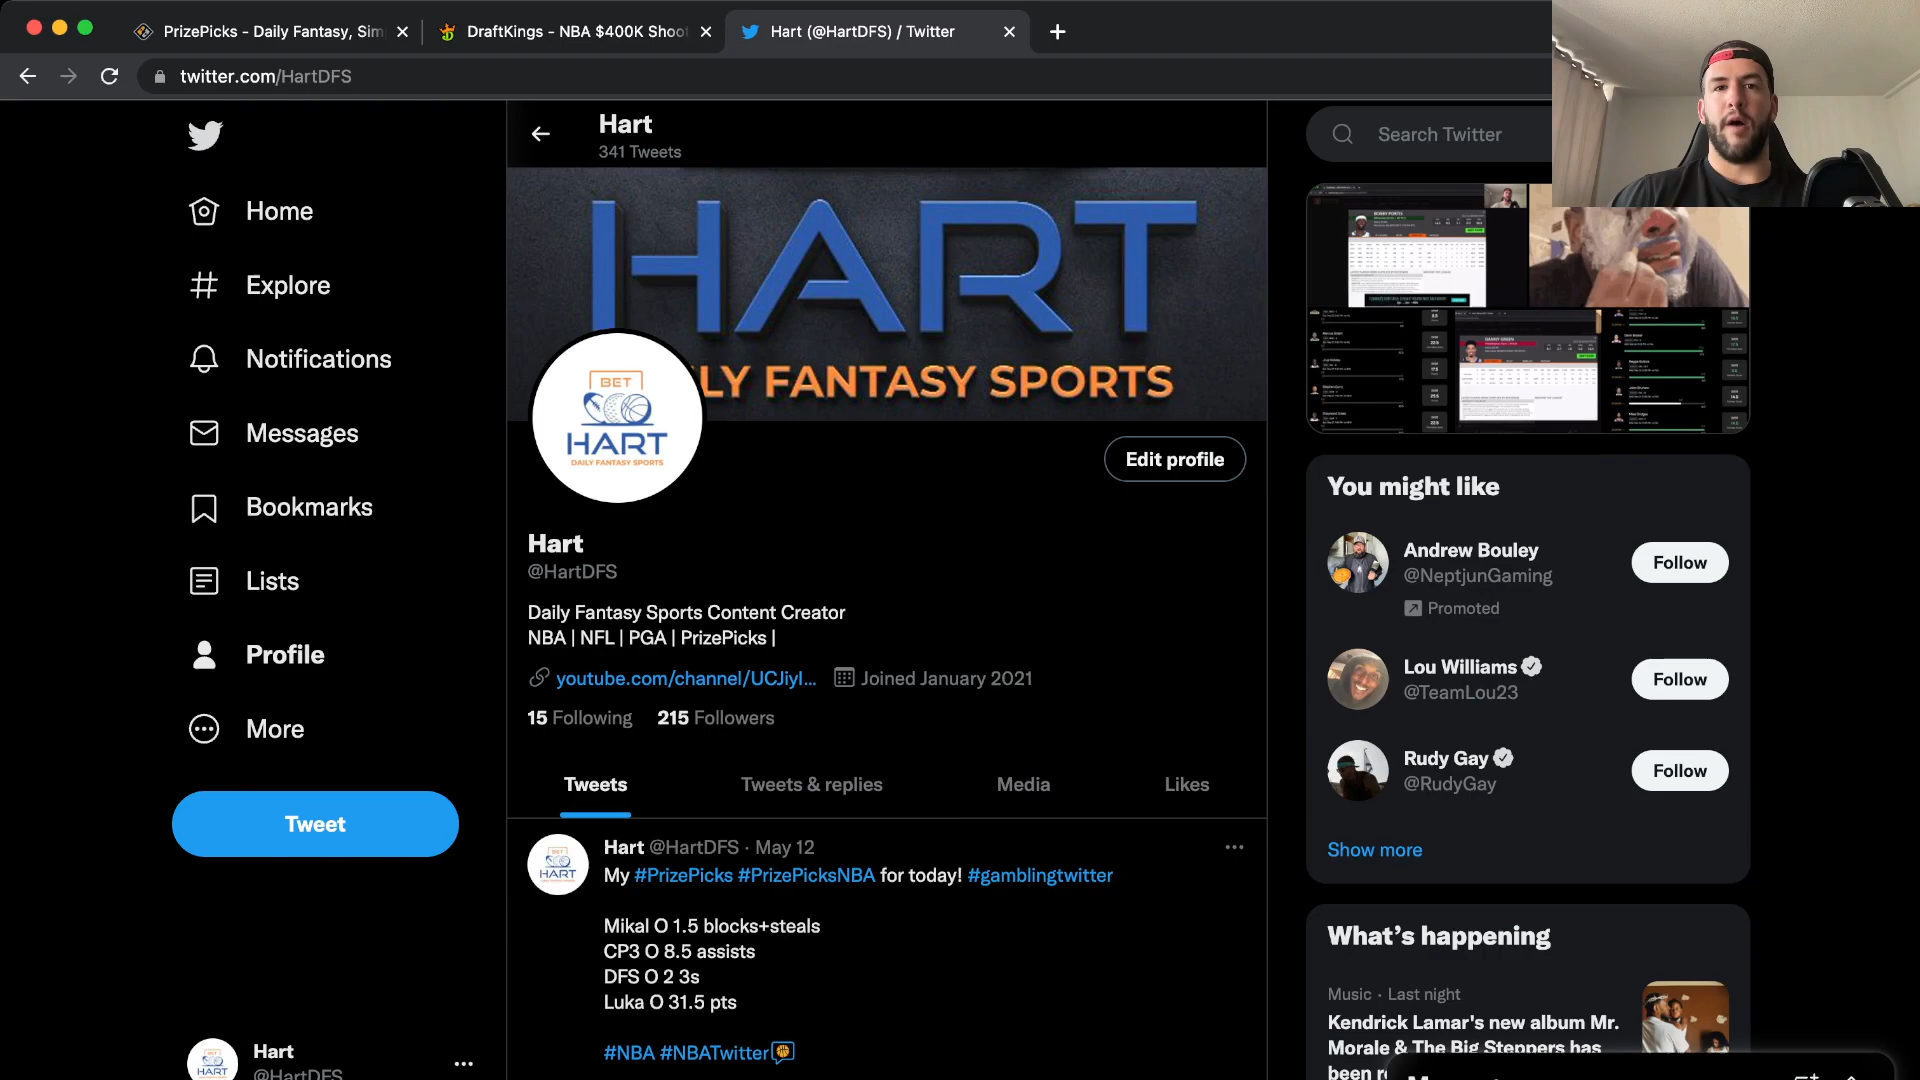 PrizePicks - Daily Fantasy, Sim
DraftKings - NBA $400K Shoot
Hart (@HartDFS) / Twitter
twitter.com/HartDFS
Hart
341 Tweets
Search Twitter
Home
Explore
Notifications
Messages
Bookmarks
Lists
Profile
More
Tweet
HART
LY FANTASY SPORTS
BET
HART
DAILY FANTASY SPORTS
Edit profile
Hart
@HartDFS
Daily Fantasy Sports Content Creator
NBA | NFL | PGA | PrizePicks |
youtube.com/channel/UCJiyI...
Joined January 2021
15 Following 215 Followers
Tweets
Tweets & replies
Media
Likes
Hart @HartDFS · May 12
My #PrizePicks #PrizePicksNBA for today! #gamblingtwitter
Mikal O 1.5 blocks+steals
CP3 O 8.5 assists
DFS O 2 3s
Luka O 31.5 pts
#NBA #NBATwitter
BET
HART
Hart
@HartDFS
HART
You might like
Andrew Bouley
@NeptjunGaming
Promoted
Follow
Lou Williams
@TeamLou23
Follow
Rudy Gay
@RudyGay
Follow
Show more
What's happening
Music · Last night
Kendrick Lamar's new album Mr.
Morale & The Big Steppers has
been r